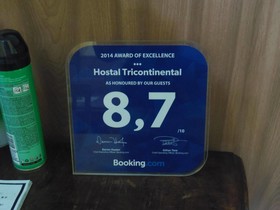 2014 AWARD OF EXCELLENCE
Hostal Tricontinental
AS HONOURED BY OUR GUESTS
8,7
/10
Booking.com